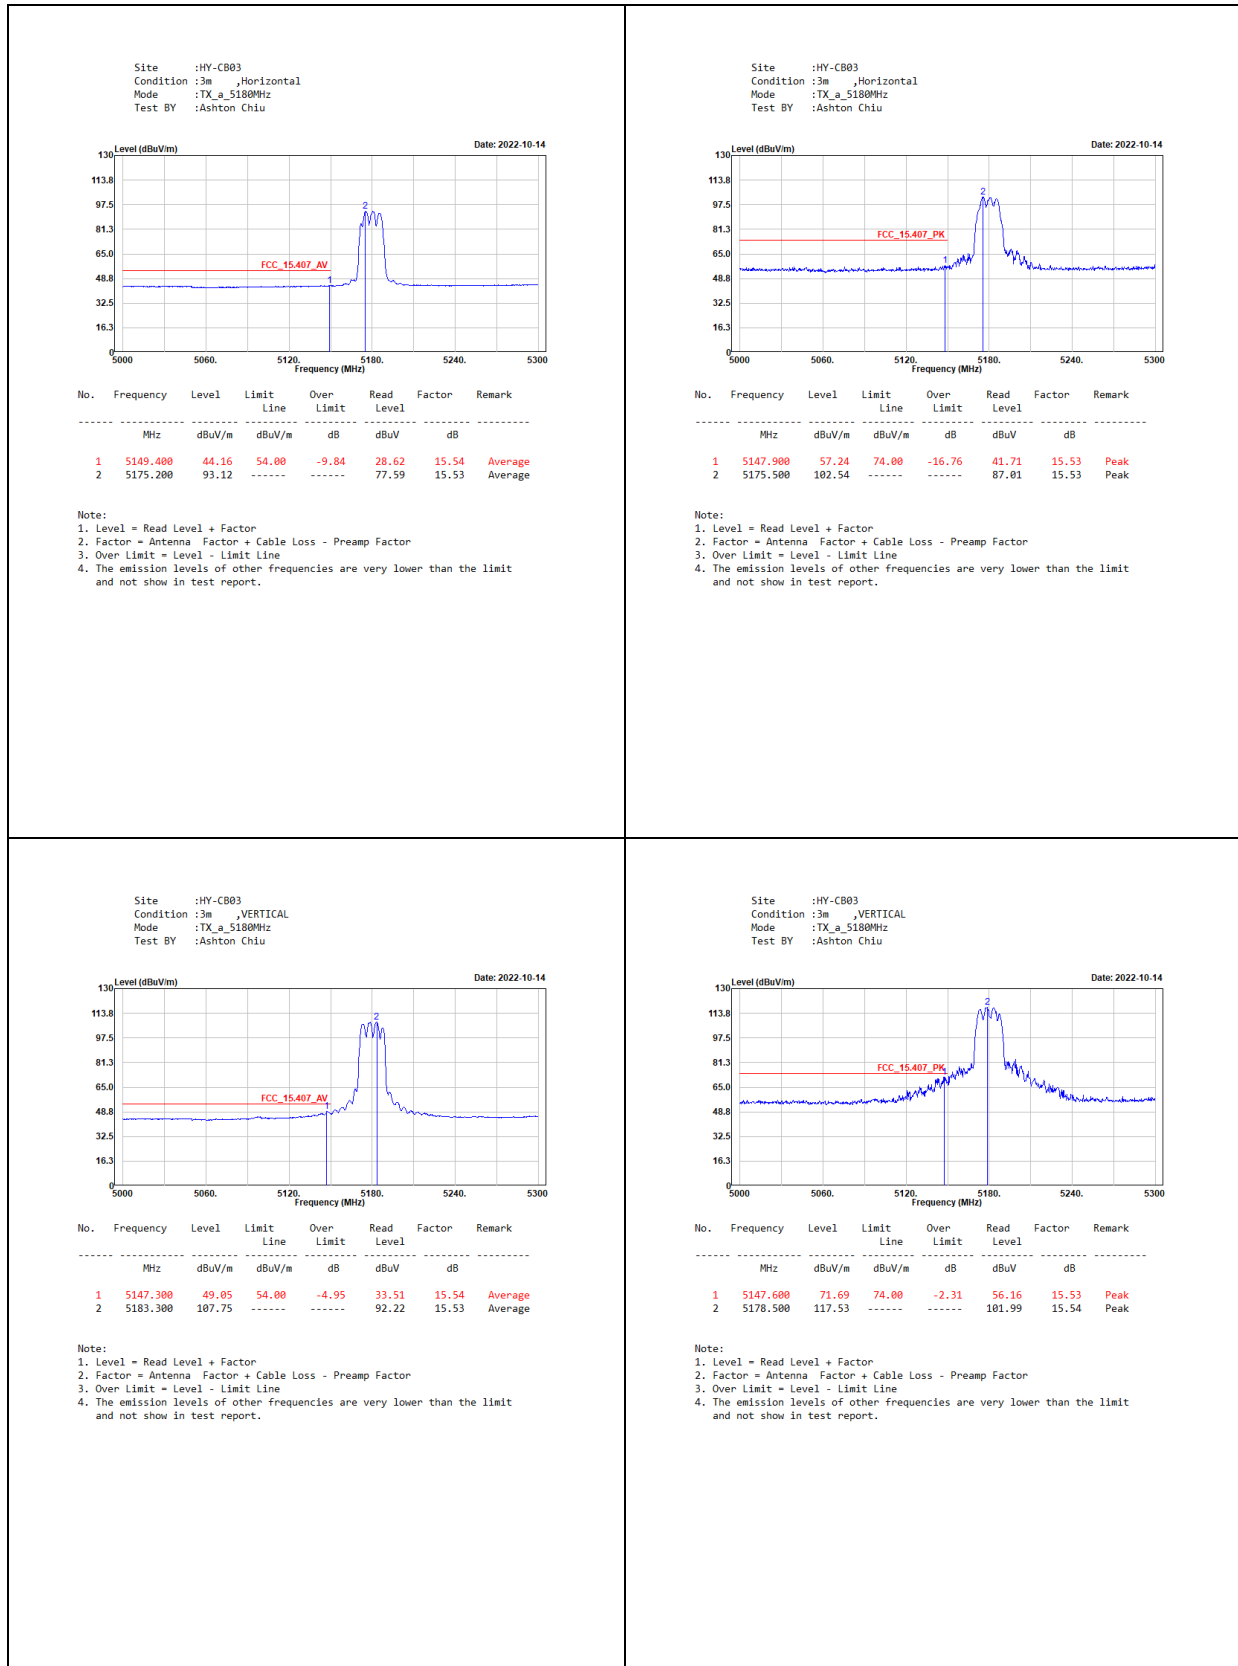 Site :HY-CB03
Condition :3m ,Horizontal
Mode :TX_a_5180MHz
Test BY :Ashton Chiu
Level (dBuV/m)
Date: 2022-10-14
130
113.8
97.5
81.3
65.0
48.8
32.5
16.3
0
FCC_15.407_AV
1
2
5000 5060. 5120. 5180. 5240. 5300
Frequency (MHz)
No. Frequency Level Limit Over Read Factor Remark
Line Limit Level
------ ----------- -------- --------- -------- -------- -------- ---------
MHz dBuV/m dBuV/m dB dBuV dB
1 5149.400 44.16 54.00 -9.84 28.62 15.54 Average
2 5175.200 93.12 ------ ------ 77.59 15.53 Average
Note:
1. Level = Read Level + Factor
2. Factor = Antenna Factor + Cable Loss - Preamp Factor
3. Over Limit = Level - Limit Line
4. The emission levels of other frequencies are very lower than the limit
and not show in test report.
Site :HY-CB03
Condition :3m ,Horizontal
Mode :TX_a_5180MHz
Test BY :Ashton Chiu
Level (dBuV/m)
Date: 2022-10-14
130
113.8
97.5
81.3
65.0
48.8
32.5
16.3
0
FCC_15.407_PK
1
2
5000 5060. 5120. 5180. 5240. 5300
Frequency (MHz)
No. Frequency Level Limit Over Read Factor Remark
Line Limit Level
------ ----------- -------- --------- -------- -------- -------- ---------
MHz dBuV/m dBuV/m dB dBuV dB
1 5147.900 57.24 74.00 -16.76 41.71 15.53 Peak
2 5175.500 102.54 ------ ------ 87.01 15.53 Peak
Note:
1. Level = Read Level + Factor
2. Factor = Antenna Factor + Cable Loss - Preamp Factor
3. Over Limit = Level - Limit Line
4. The emission levels of other frequencies are very lower than the limit
and not show in test report.
Site :HY-CB03
Condition :3m ,VERTICAL
Mode :TX_a_5180MHz
Test BY :Ashton Chiu
Level (dBuV/m)
Date: 2022-10-14
130
113.8
97.5
81.3
65.0
48.8
32.5
16.3
0
FCC_15.407_AV
1
2
5000 5060. 5120. 5180. 5240. 5300
Frequency (MHz)
No. Frequency Level Limit Over Read Factor Remark
Line Limit Level
------ ----------- -------- --------- -------- -------- -------- ---------
MHz dBuV/m dBuV/m dB dBuV dB
1 5147.300 49.05 54.00 -4.95 33.51 15.54 Average
2 5183.300 107.75 ------ ------ 92.22 15.53 Average
Note:
1. Level = Read Level + Factor
2. Factor = Antenna Factor + Cable Loss - Preamp Factor
3. Over Limit = Level - Limit Line
4. The emission levels of other frequencies are very lower than the limit
and not show in test report.
Site :HY-CB03
Condition :3m ,VERTICAL
Mode :TX_a_5180MHz
Test BY :Ashton Chiu
Level (dBuV/m)
Date: 2022-10-14
130
113.8
97.5
81.3
65.0
48.8
32.5
16.3
0
FCC_15.407_PK
1
2
5000 5060. 5120. 5180. 5240. 5300
Frequency (MHz)
No. Frequency Level Limit Over Read Factor Remark
Line Limit Level
------ ----------- -------- --------- -------- -------- -------- ---------
MHz dBuV/m dBuV/m dB dBuV dB
1 5147.600 71.69 74.00 -2.31 56.16 15.53 Peak
2 5178.500 117.53 ------ ------ 101.99 15.54 Peak
Note:
1. Level = Read Level + Factor
2. Factor = Antenna Factor + Cable Loss - Preamp Factor
3. Over Limit = Level - Limit Line
4. The emission levels of other frequencies are very lower than the limit
and not show in test report.